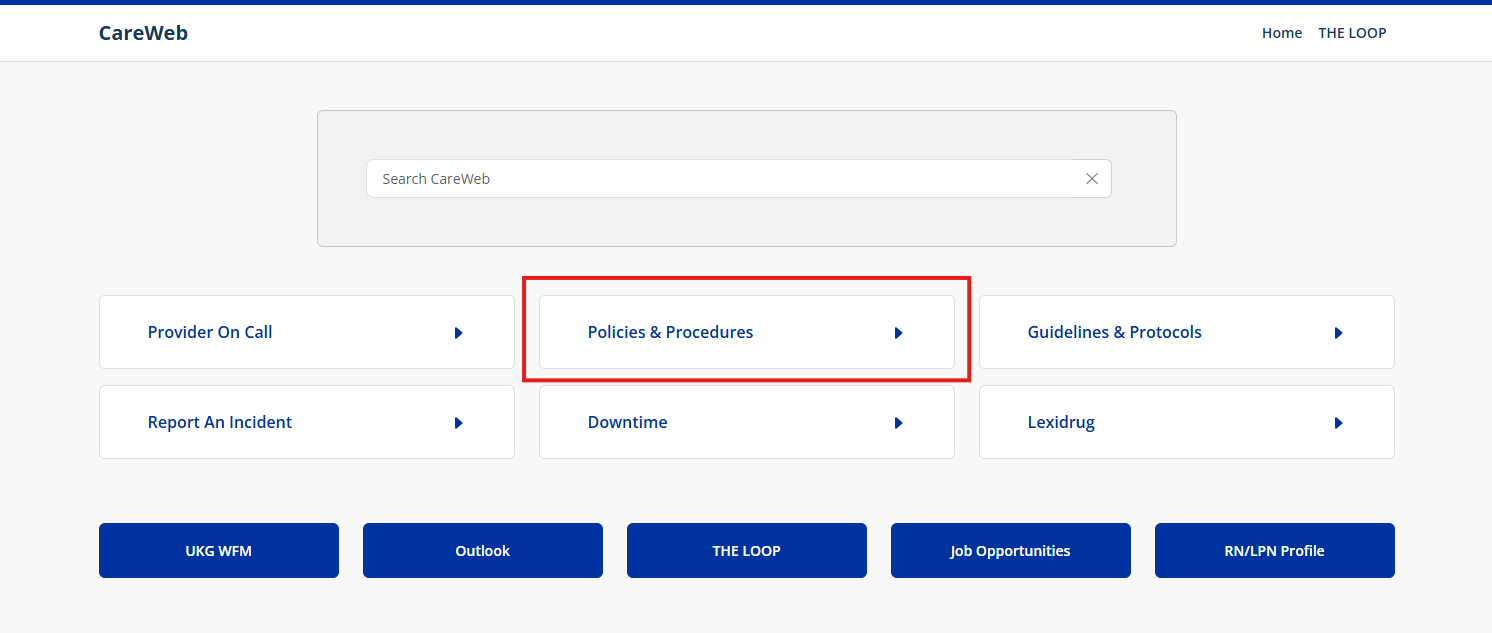 CareWeb
Home THE LOOP
Search CareWeb
Provider On Call
Policies & Procedures
Guidelines & Protocols
Report An Incident
Downtime
Lexidrug
UKG WFM
Outlook
THE LOOP
Job Opportunities
RN/LPN Profile